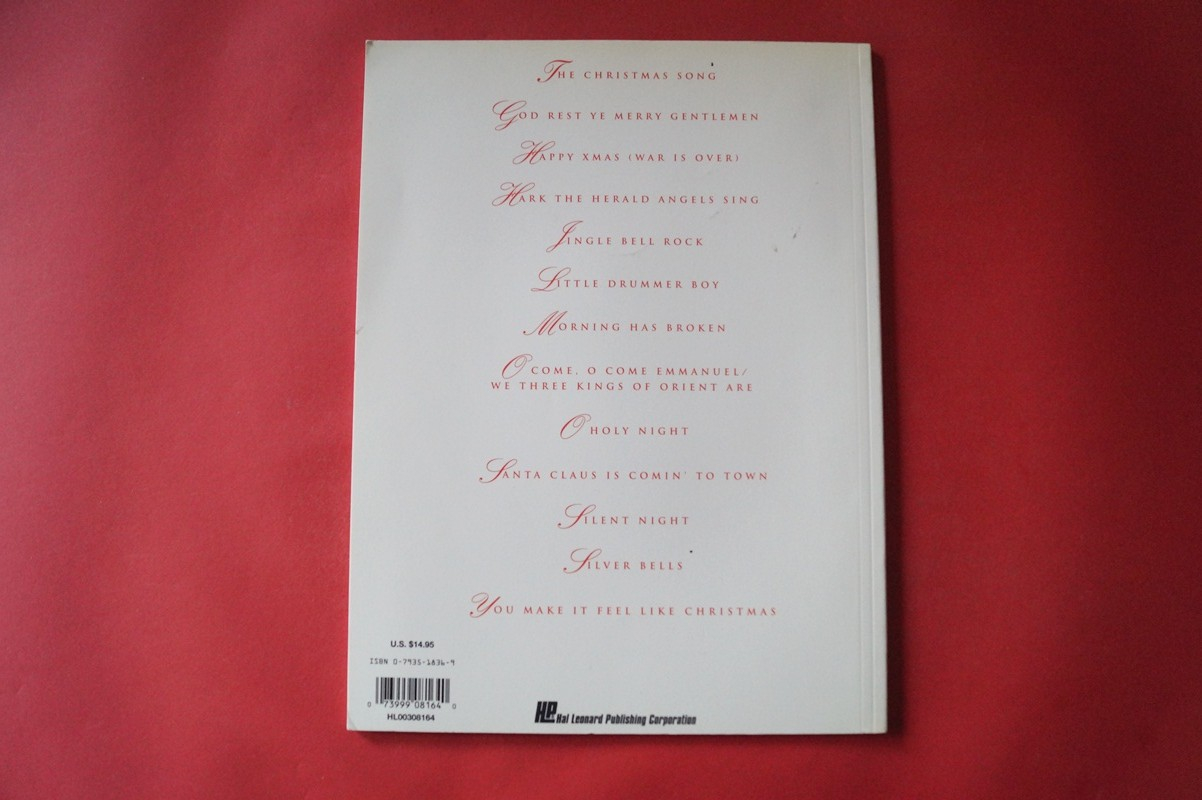 THE CHRISTMAS SONG
GOD REST YE MERRY GENTLEMEN
HAPPY XMAS (WAR IS OVER)
HARK THE HERALD ANGELS SING
JINGLE BELL ROCK
LITTLE DRUMMER BOY
MORNING HAS BROKEN
O COME, O COME EMMANUEL/
WE THREE KINGS OF ORIENT ARE
O HOLY NIGHT
SANTA CLAUS IS COMIN' TO TOWN
SILENT NIGHT
SILVER BELLS
YOU MAKE IT FEEL LIKE CHRISTMAS
U.S. $14.95
ISBN 0-7935-1636-9
0 73999 08164 0
HL00308164
HL Hal Leonard Publishing Corporation